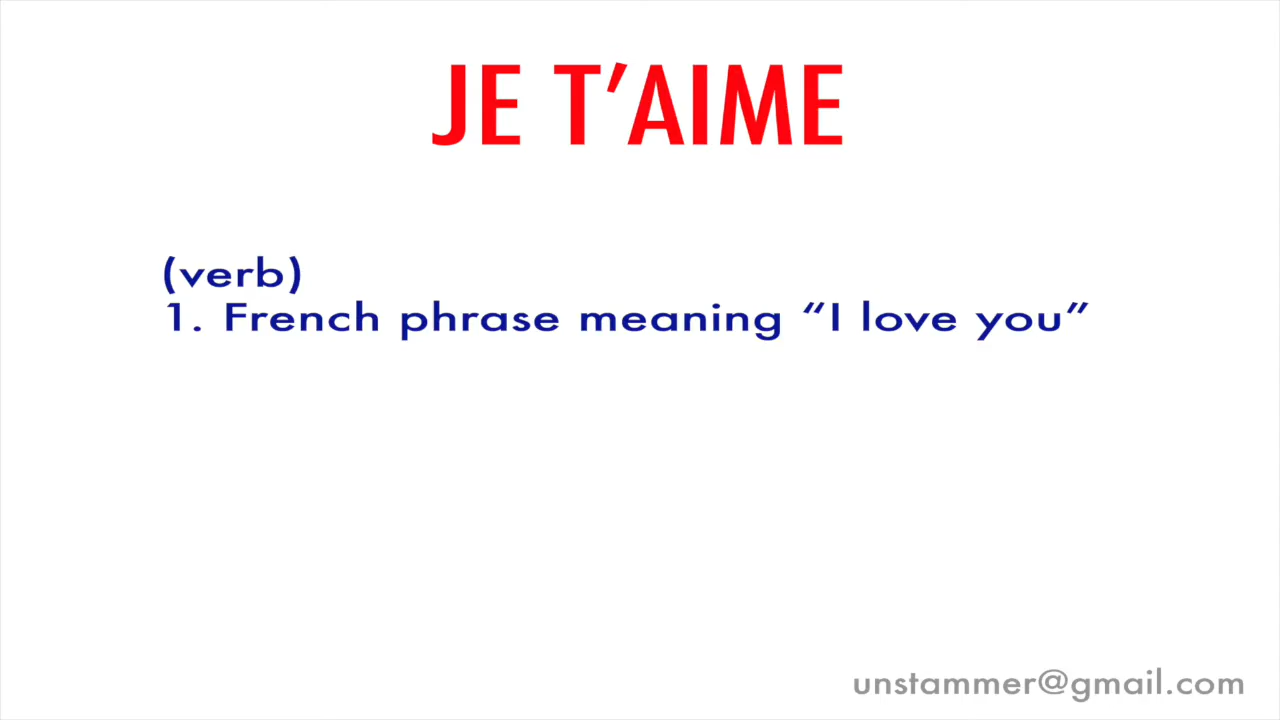 JE T’AIME
(verb)
1. French phrase meaning “I love you”
unstammer@gmail.com